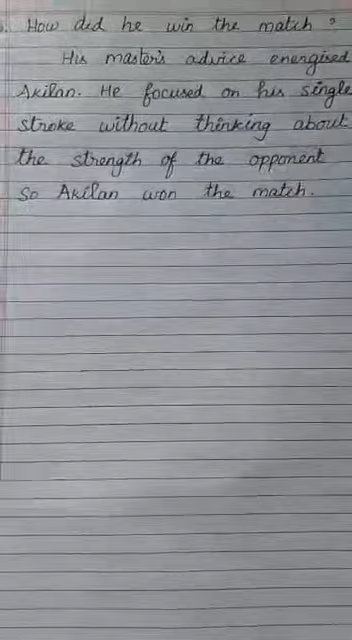 How did he win the match ?
His master's advice energised
Akilan. He focused on his single
stroke without thinking about
the strength of the opponent
so Akilan won the match.